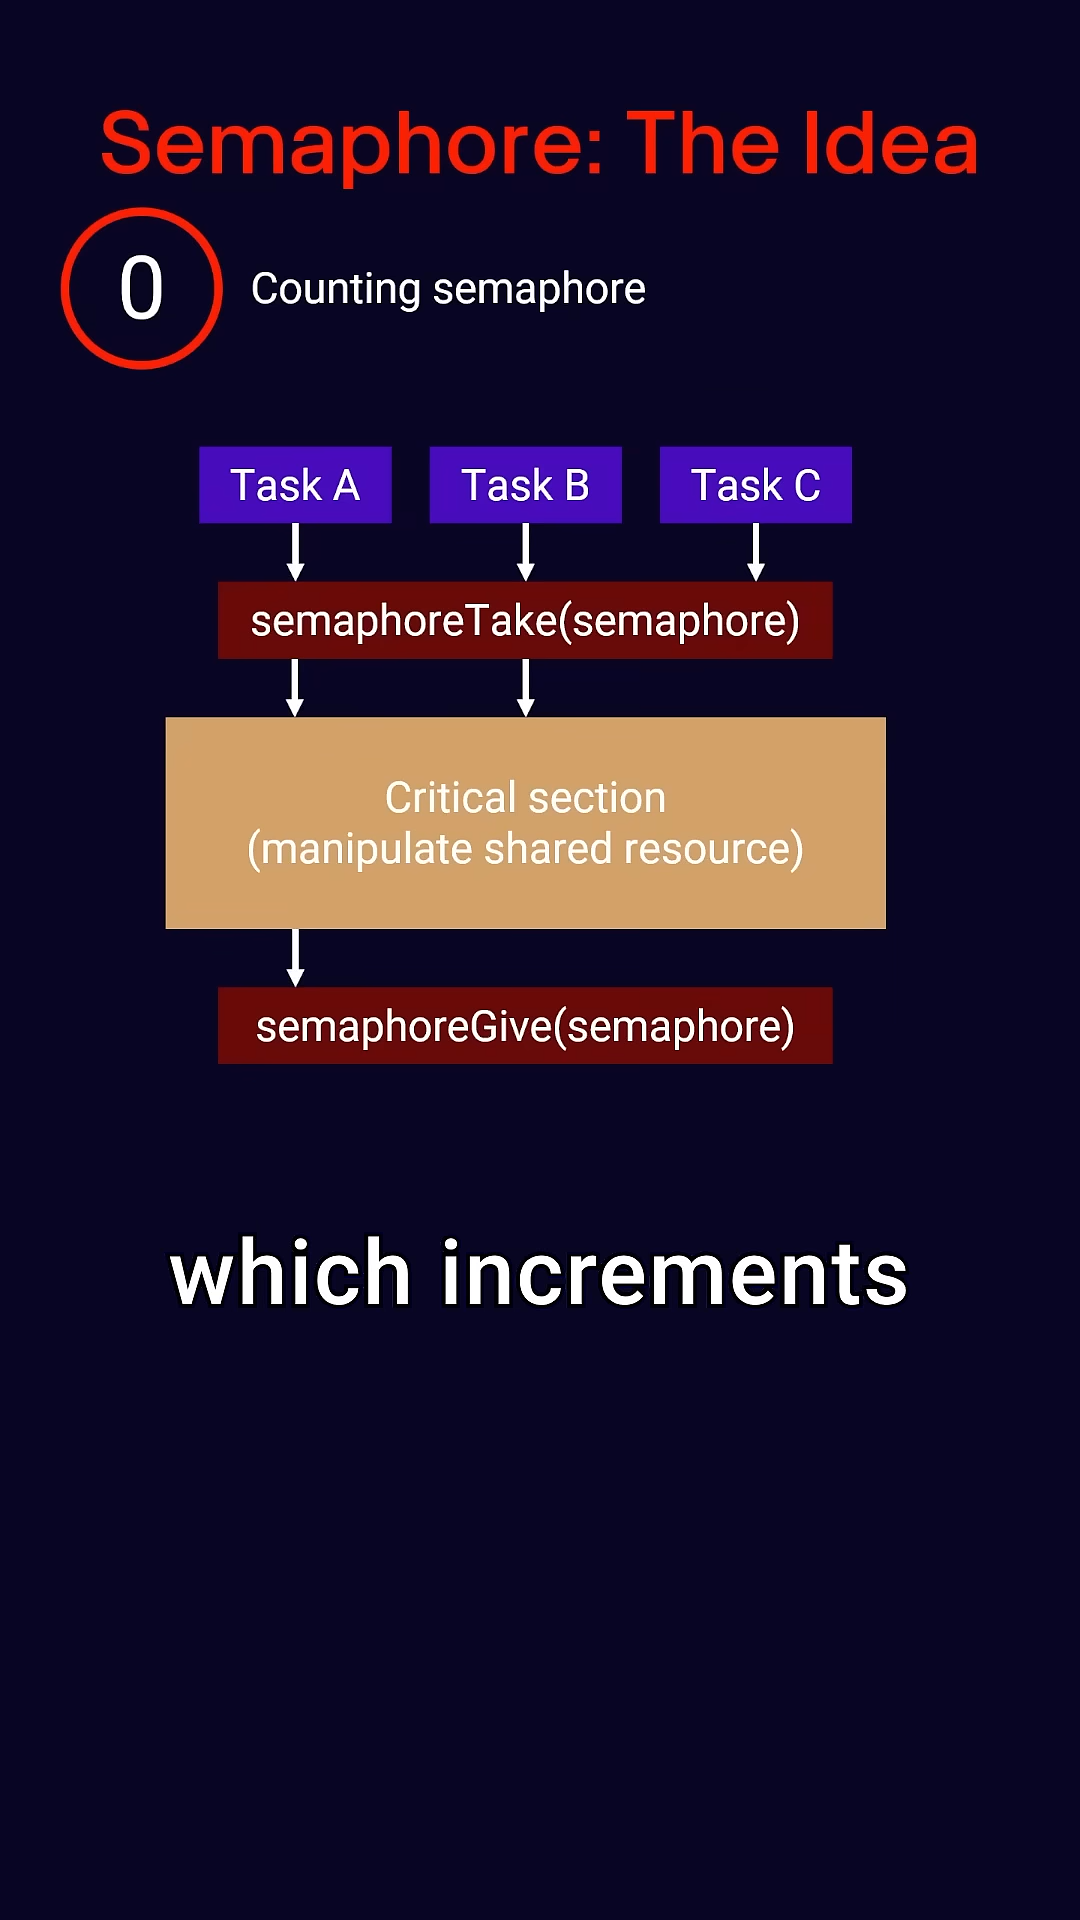 Semaphore: The Idea
0
Counting semaphore
Task A
Task B
Task C
semaphoreTake(semaphore)
Critical section
(manipulate shared resource)
semaphoreGive(semaphore)
which increments